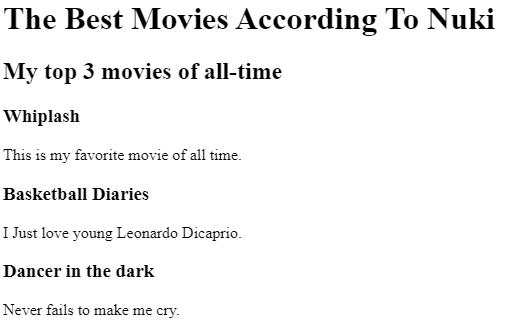 The Best Movies According To Nuki
My top 3 movies of all-time
Whiplash
This is my favorite movie of all time.
Basketball Diaries
I Just love young Leonardo Dicaprio.
Dancer in the dark
Never fails to make me cry.